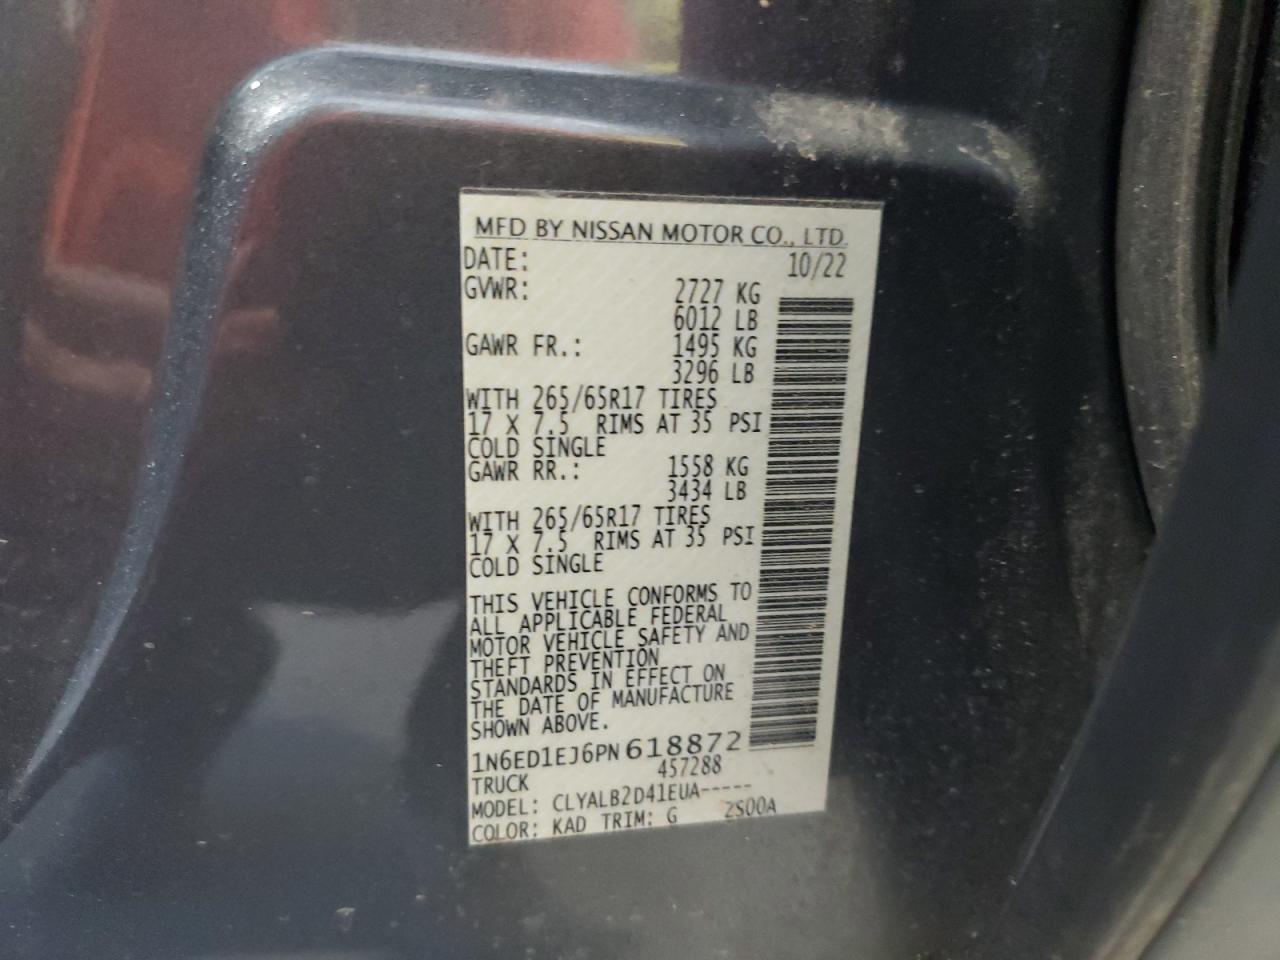 MFD BY NISSAN MOTOR CO., LTD.
DATE: 10/22
GVWR: 2727 KG
6012 LB
GAWR FR.: 1495 KG
3296 LB
WITH 265/65R17 TIRES
17 X 7.5 RIMS AT 35 PSI
COLD SINGLE
GAWR RR.: 1558 KG
3434 LB
WITH 265/65R17 TIRES
17 X 7.5 RIMS AT 35 PSI
COLD SINGLE
THIS VEHICLE CONFORMS TO
ALL APPLICABLE FEDERAL
MOTOR VEHICLE SAFETY AND
THEFT PREVENTION
STANDARDS IN EFFECT ON
THE DATE OF MANUFACTURE
SHOWN ABOVE.
1N6ED1EJ6PN618872
TRUCK 457288
MODEL: CLYALB2D41EUA-----
COLOR: KAD TRIM: G 2S00A